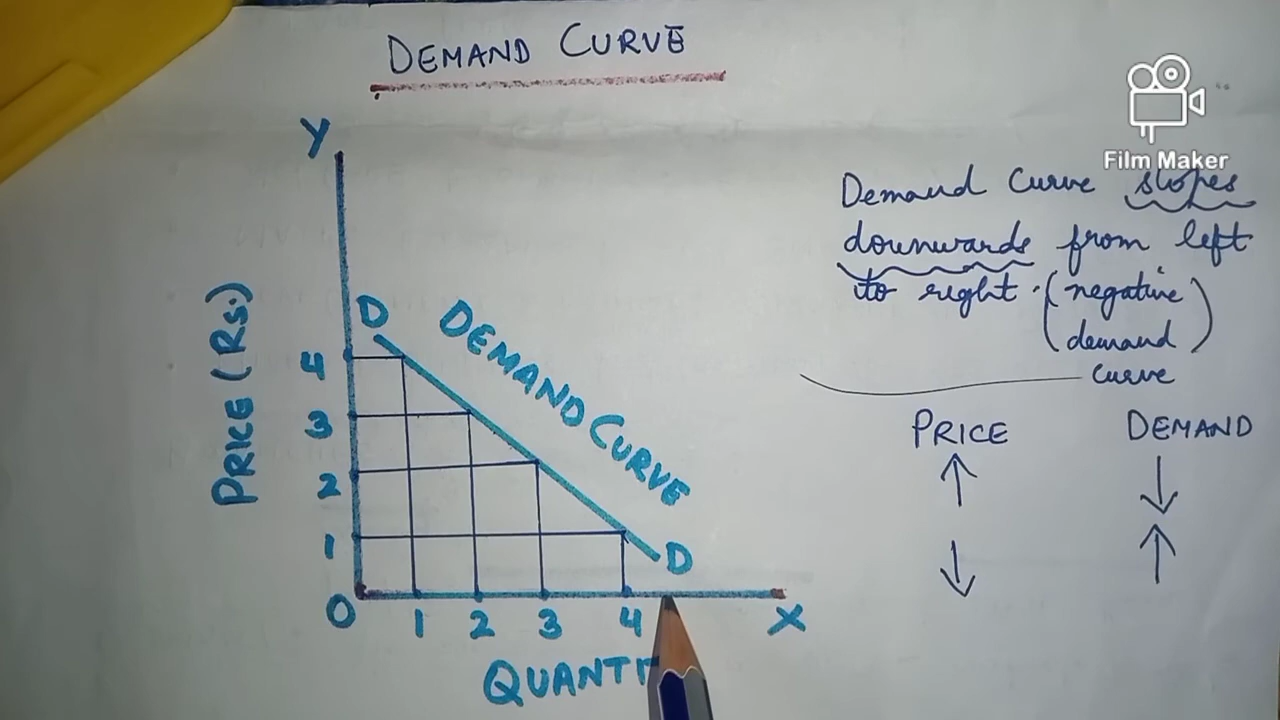 DEMAND CURVE
Film Maker
Y
Demand Curve slopes
downwards from left
to right. (negative
demand)
curve
PRICE (Rs.)
D
DEMAND CURVE
D
4
3
2
1
0
1 2 3 4
X
PRICE DEMAND
↑ ↓
↓ ↑